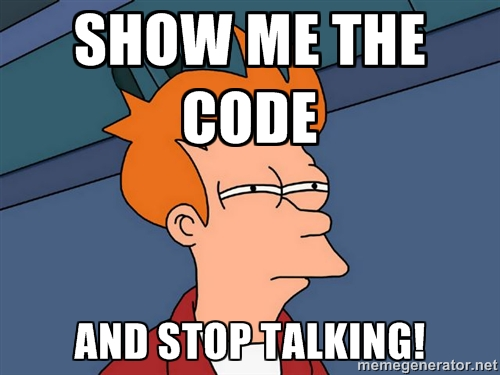 SHOW ME THE
CODE
AND STOP TALKING!
memegenerator.net